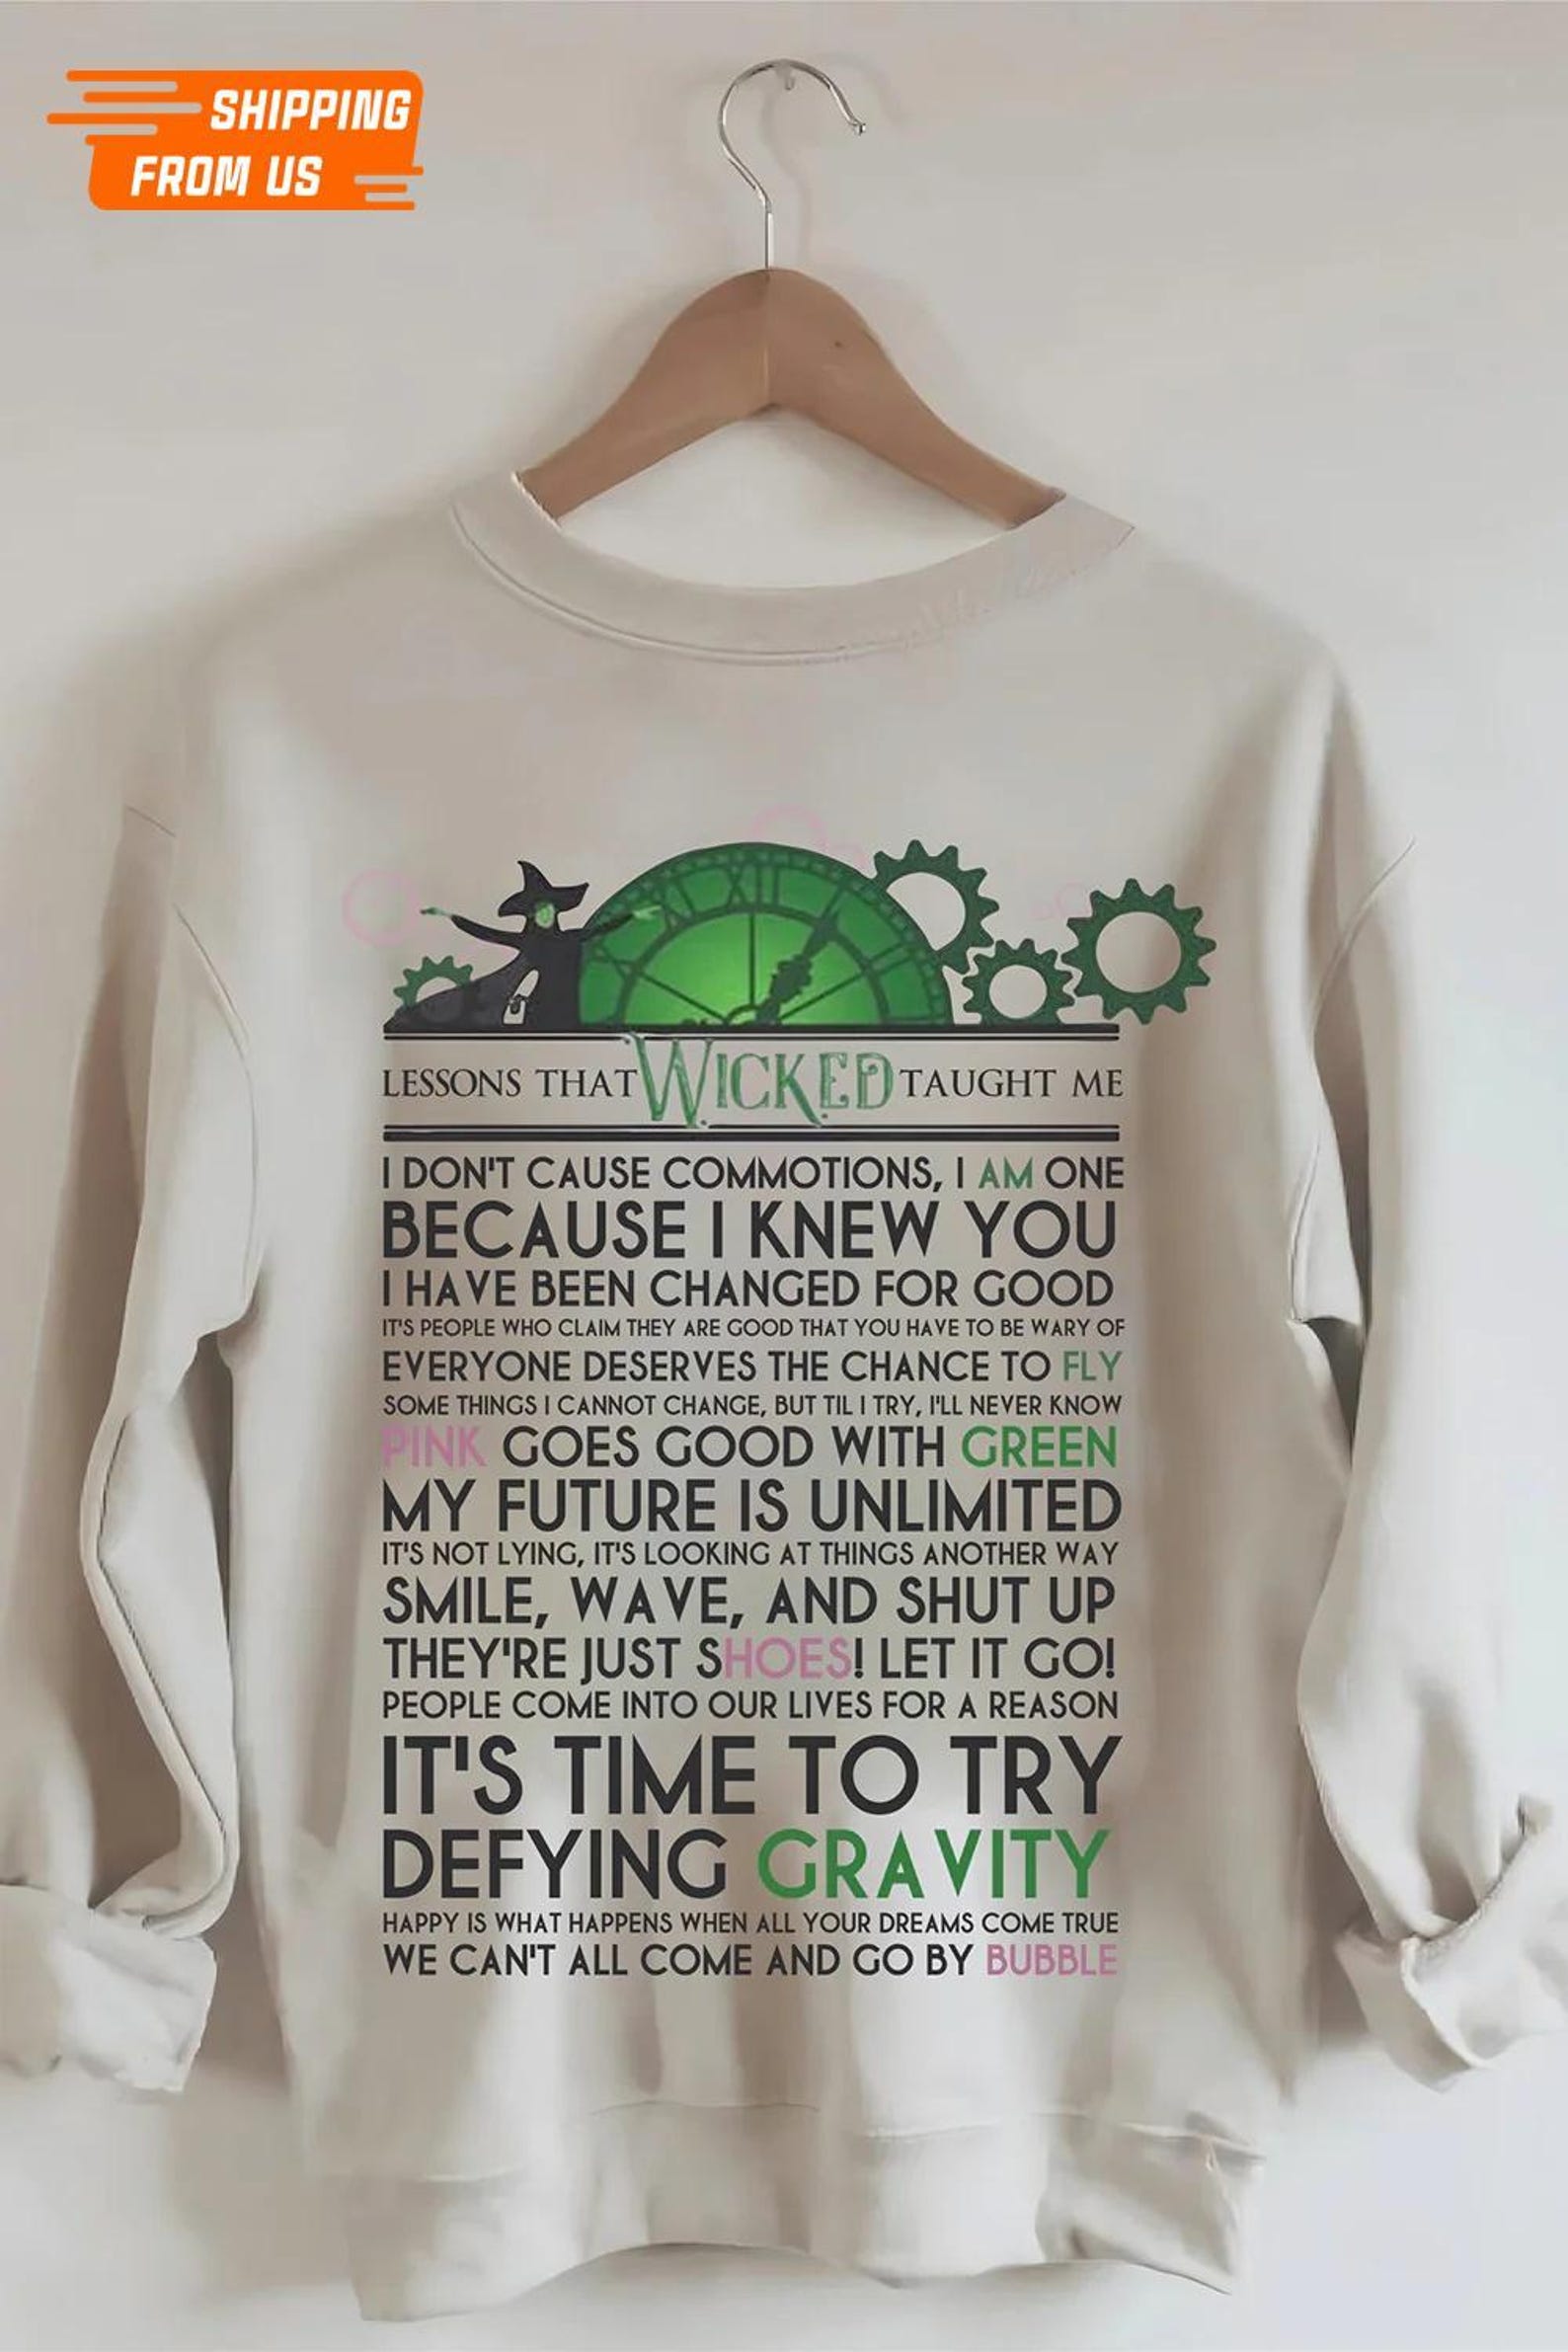 SHIPPING
FROM US
XII
LESSONS THAT WICKED TAUGHT ME
I DON'T CAUSE COMMOTIONS, I AM ONE
BECAUSE I KNEW YOU
I HAVE BEEN CHANGED FOR GOOD
IT'S PEOPLE WHO CLAIM THEY ARE GOOD THAT YOU HAVE TO BE WARY OF
EVERYONE DESERVES THE CHANCE TO FLY
SOME THINGS I CANNOT CHANGE, BUT TIL I TRY, I'LL NEVER KNOW
PINK GOES GOOD WITH GREEN
MY FUTURE IS UNLIMITED
IT'S NOT LYING, IT'S LOOKING AT THINGS ANOTHER WAY
SMILE, WAVE, AND SHUT UP
THEY'RE JUST SHOES! LET IT GO!
PEOPLE COME INTO OUR LIVES FOR A REASON
IT'S TIME TO TRY
DEFYING GRAVITY
HAPPY IS WHAT HAPPENS WHEN ALL YOUR DREAMS COME TRUE
WE CAN'T ALL COME AND GO BY BUBBLE